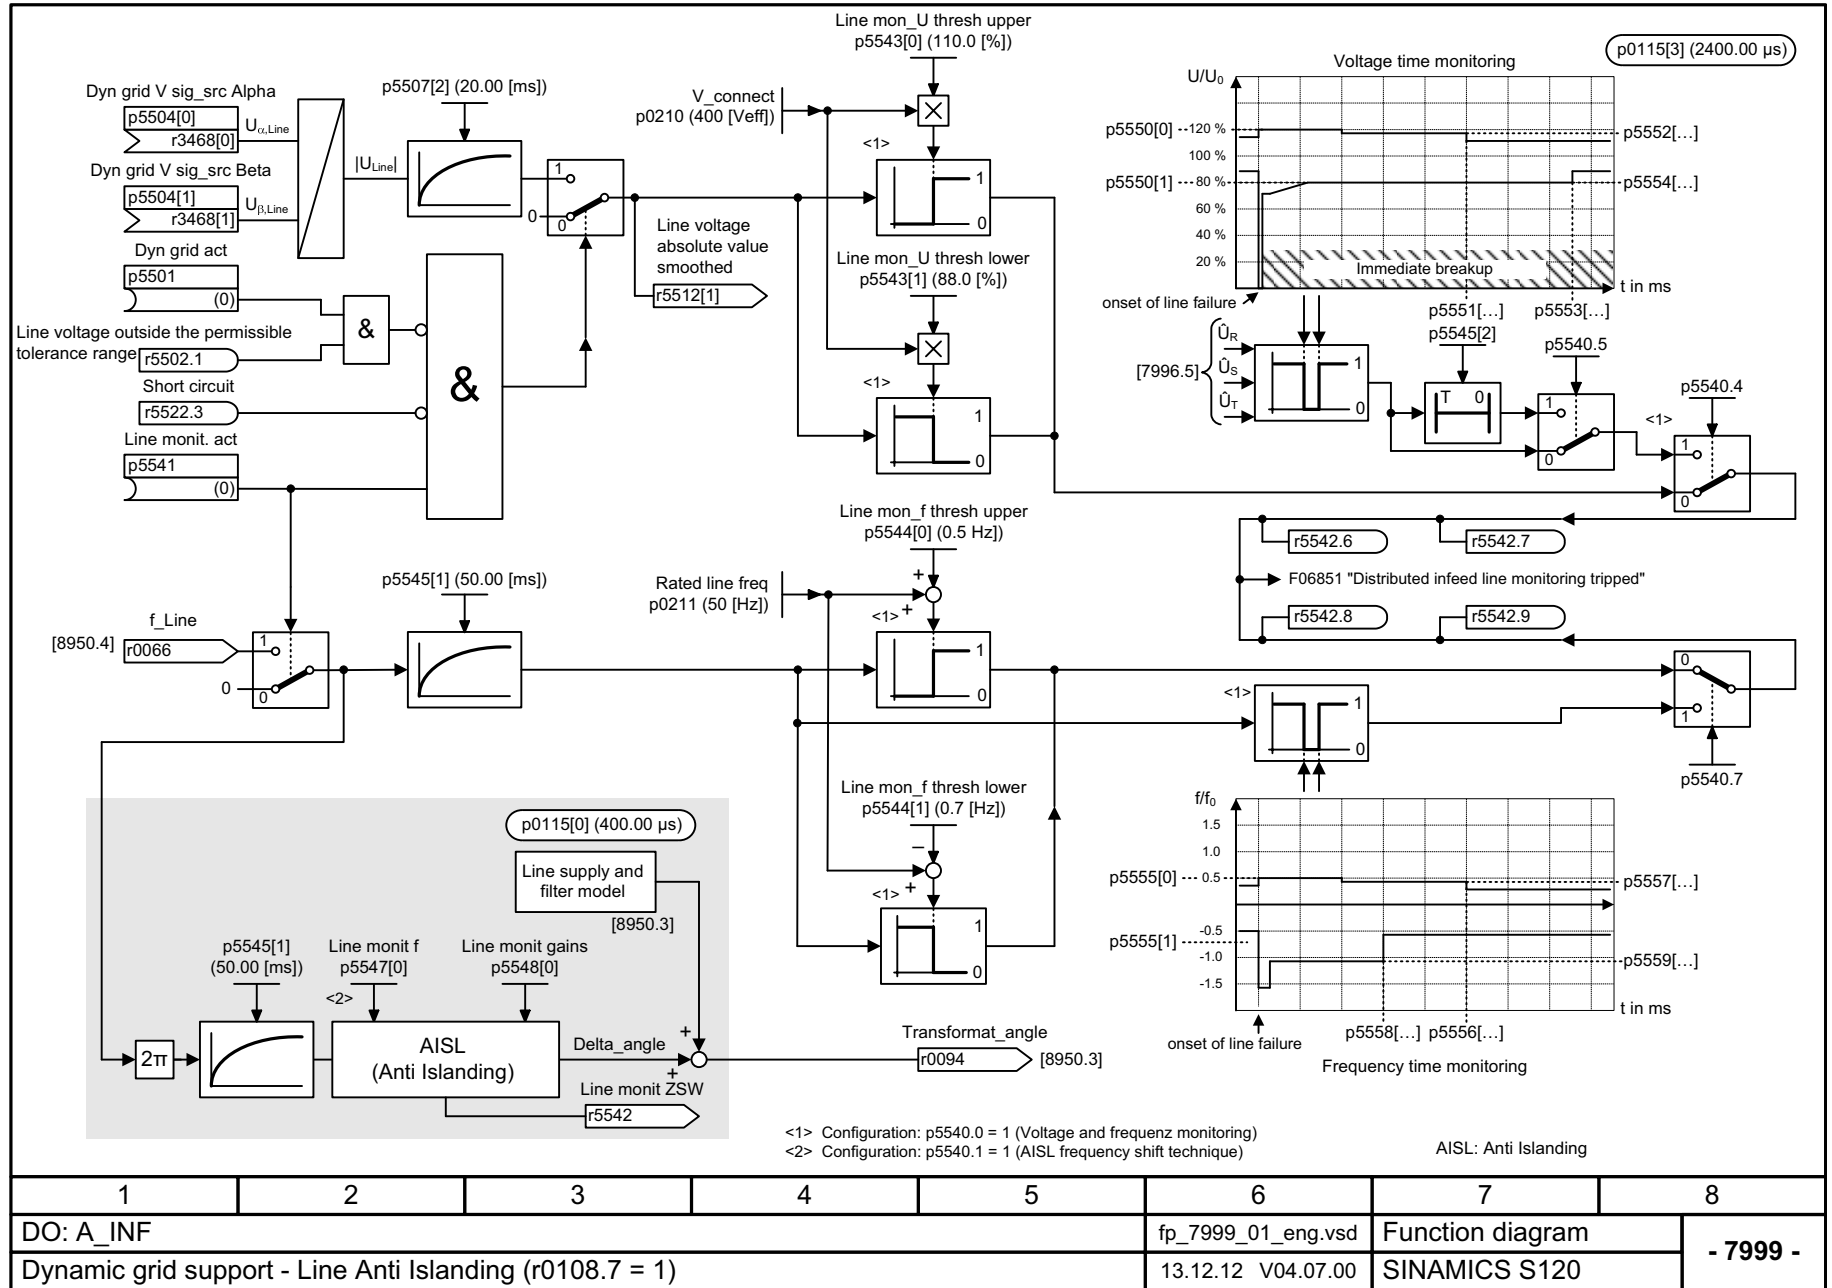 Line mon_U thresh upper
p5543[0] (110.0 [%])
p0115[3] (2400.00 µs)
Dyn grid V sig_src Alpha
p5504[0]
r3468[0]
Uα,Line
Dyn grid V sig_src Beta
p5504[1]
r3468[1]
Uβ,Line
|ULine|
p5507[2] (20.00 [ms])
1
0
0
V_connect
p0210 (400 [Veff])
<1>
1
0
Line voltage
absolute value
smoothed
r5512[1]
Line mon_U thresh lower
p5543[1] (88.0 [%])
<1>
1
0
Dyn grid act
p5501
(0)
Line voltage outside the permissible
tolerance range
r5502.1
&
Short circuit
r5522.3
&
Line monit. act
p5541
(0)
Voltage time monitoring
U/U0
p5550[0]
120 %
100 %
p5550[1]
80 %
60 %
40 %
20 %
p5552[…]
p5554[…]
Immediate breakup
t in ms
onset of line failure
p5551[…]
p5553[…]
[7996.5]
ÛR
ÛS
ÛT
1
0
p5545[2]
T 0
p5540.5
1
0
p5540.4
<1>
1
0
r5542.6
r5542.7
F06851 "Distributed infeed line monitoring tripped"
r5542.8
r5542.9
f_Line
[8950.4]
r0066
0
1
0
p5545[1] (50.00 [ms])
Line mon_f thresh upper
p5544[0] (0.5 Hz])
Rated line freq
p0211 (50 [Hz])
+
<1> +
1
0
Line mon_f thresh lower
p5544[1] (0.7 [Hz])
–
<1> +
1
0
<1>
1
0
0
1
p5540.7
f/f0
1.5
1.0
p5555[0]
0.5
-0.5
p5555[1]
-1.0
-1.5
p5557[…]
p5559[…]
t in ms
p5558[…]
p5556[…]
onset of line failure
Frequency time monitoring
p0115[0] (400.00 µs)
Line supply and
filter model
[8950.3]
p5545[1]
(50.00 [ms])
Line monit f
p5547[0]
<2>
Line monit gains
p5548[0]
2π
AISL
(Anti Islanding)
Delta_angle
+
+
Line monit ZSW
r5542
Transformat_angle
r0094
[8950.3]
<1> Configuration: p5540.0 = 1 (Voltage and frequenz monitoring)
<2> Configuration: p5540.1 = 1 (AISL frequency shift technique)
AISL: Anti Islanding
1 2 3 4 5 6 7 8
DO: A_INF
fp_7999_01_eng.vsd
Function diagram
- 7999 -
Dynamic grid support - Line Anti Islanding (r0108.7 = 1)
13.12.12 V04.07.00
SINAMICS S120